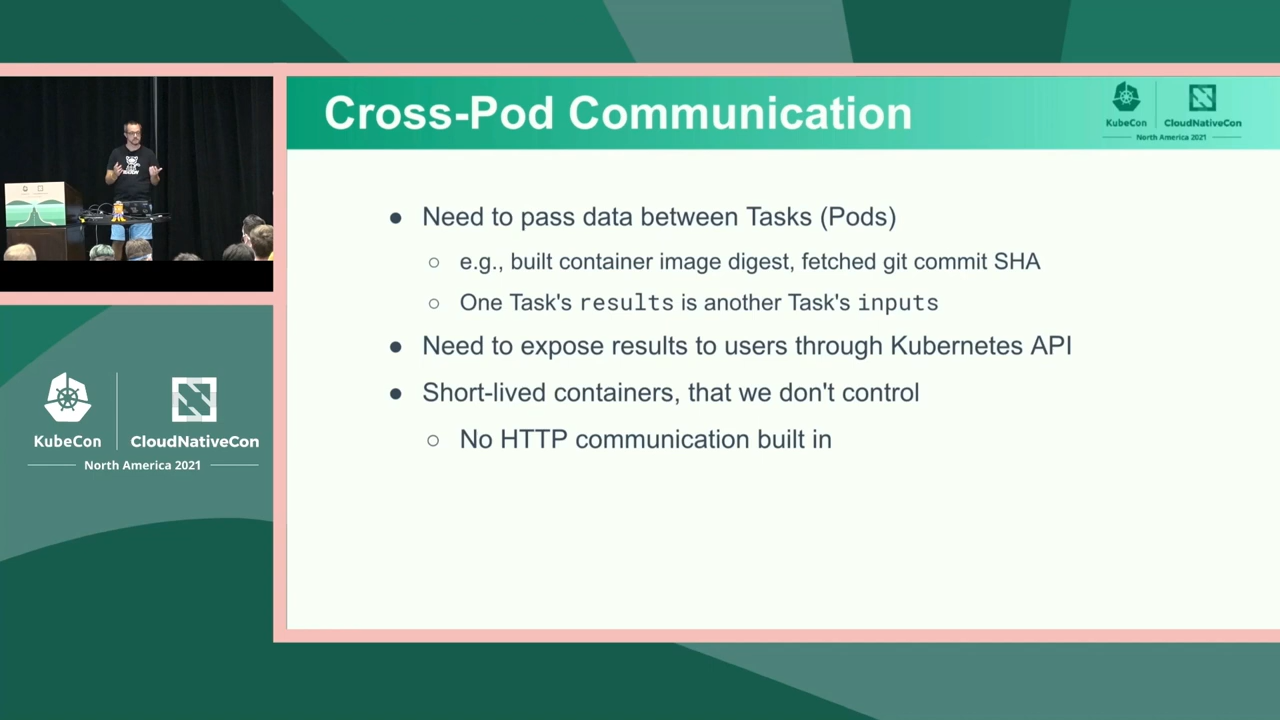 Cross-Pod Communication
KubeCon
CloudNativeCon
North America 2021
● Need to pass data between Tasks (Pods)
○ e.g., built container image digest, fetched git commit SHA
○ One Task's results is another Task's inputs
● Need to expose results to users through Kubernetes API
● Short-lived containers, that we don't control
○ No HTTP communication built in
KubeCon
CloudNativeCon
North America 2021